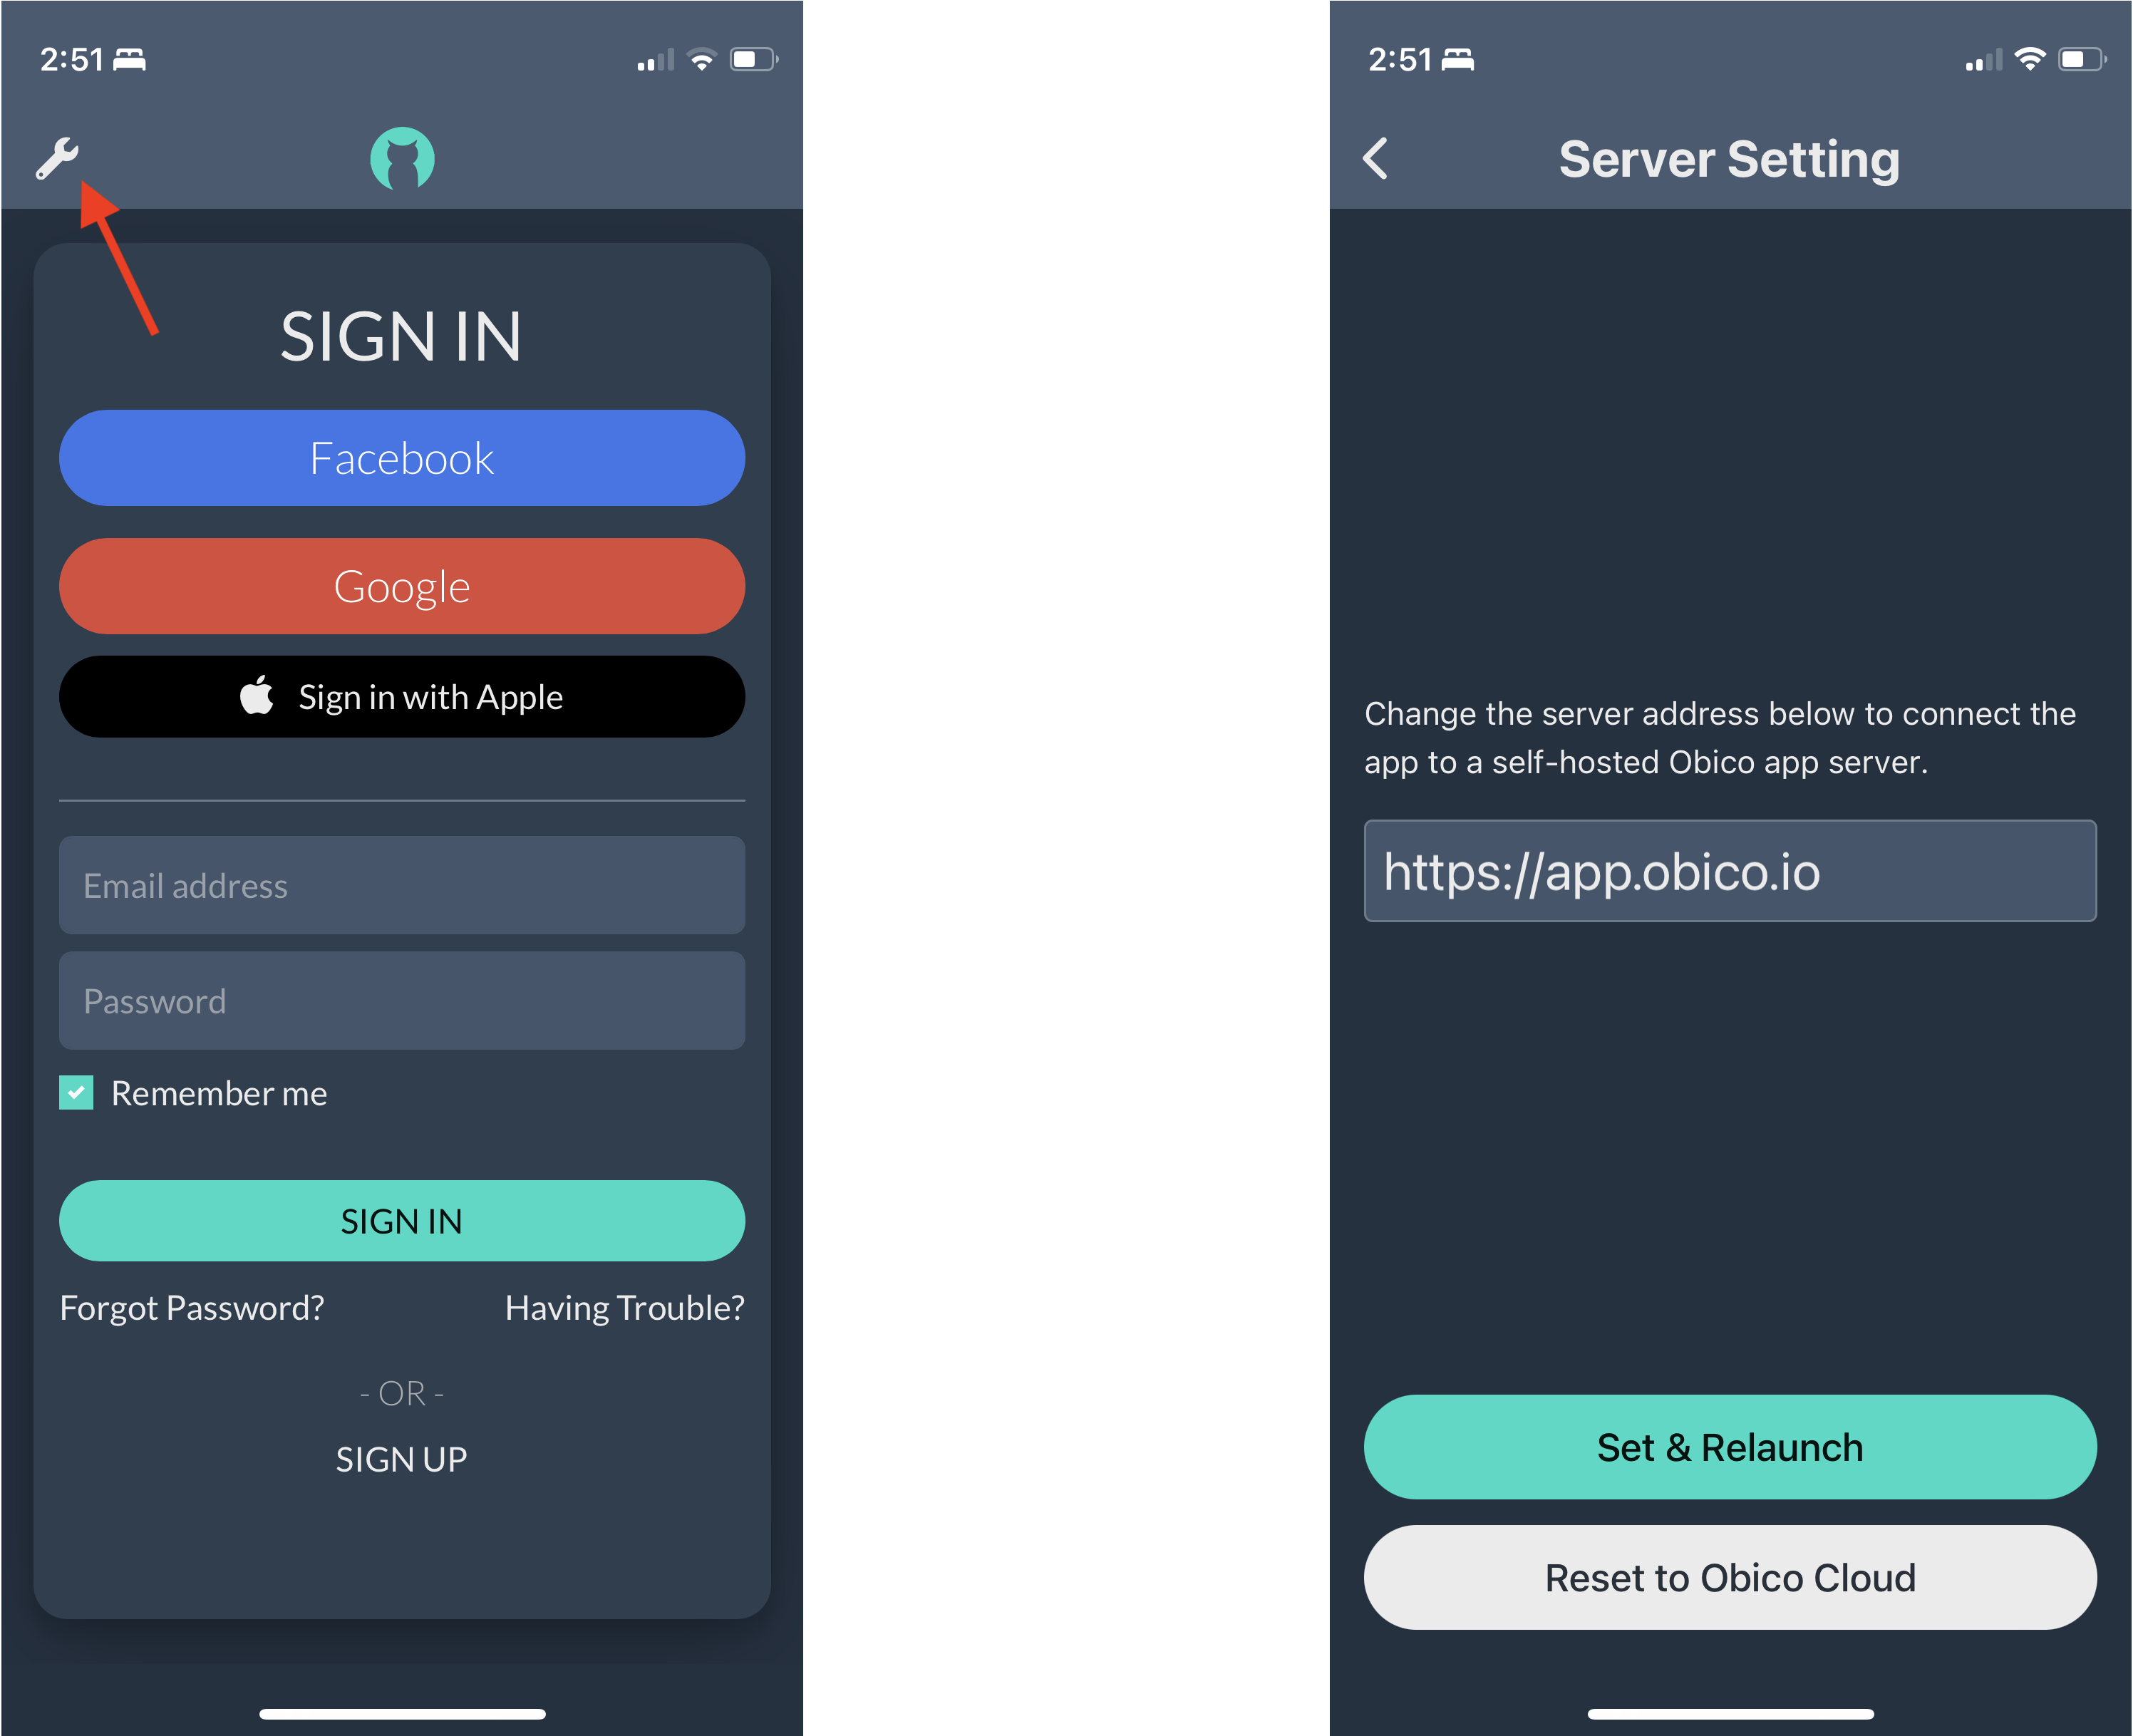 2:51
SIGN IN
Facebook
Google
Sign in with Apple
Email address
Password
Remember me
SIGN IN
Forgot Password?
Having Trouble?
- OR -
SIGN UP
2:51
Server Setting
Change the server address below to connect the
app to a self-hosted Obico app server.
https://app.obico.io
Set & Relaunch
Reset to Obico Cloud